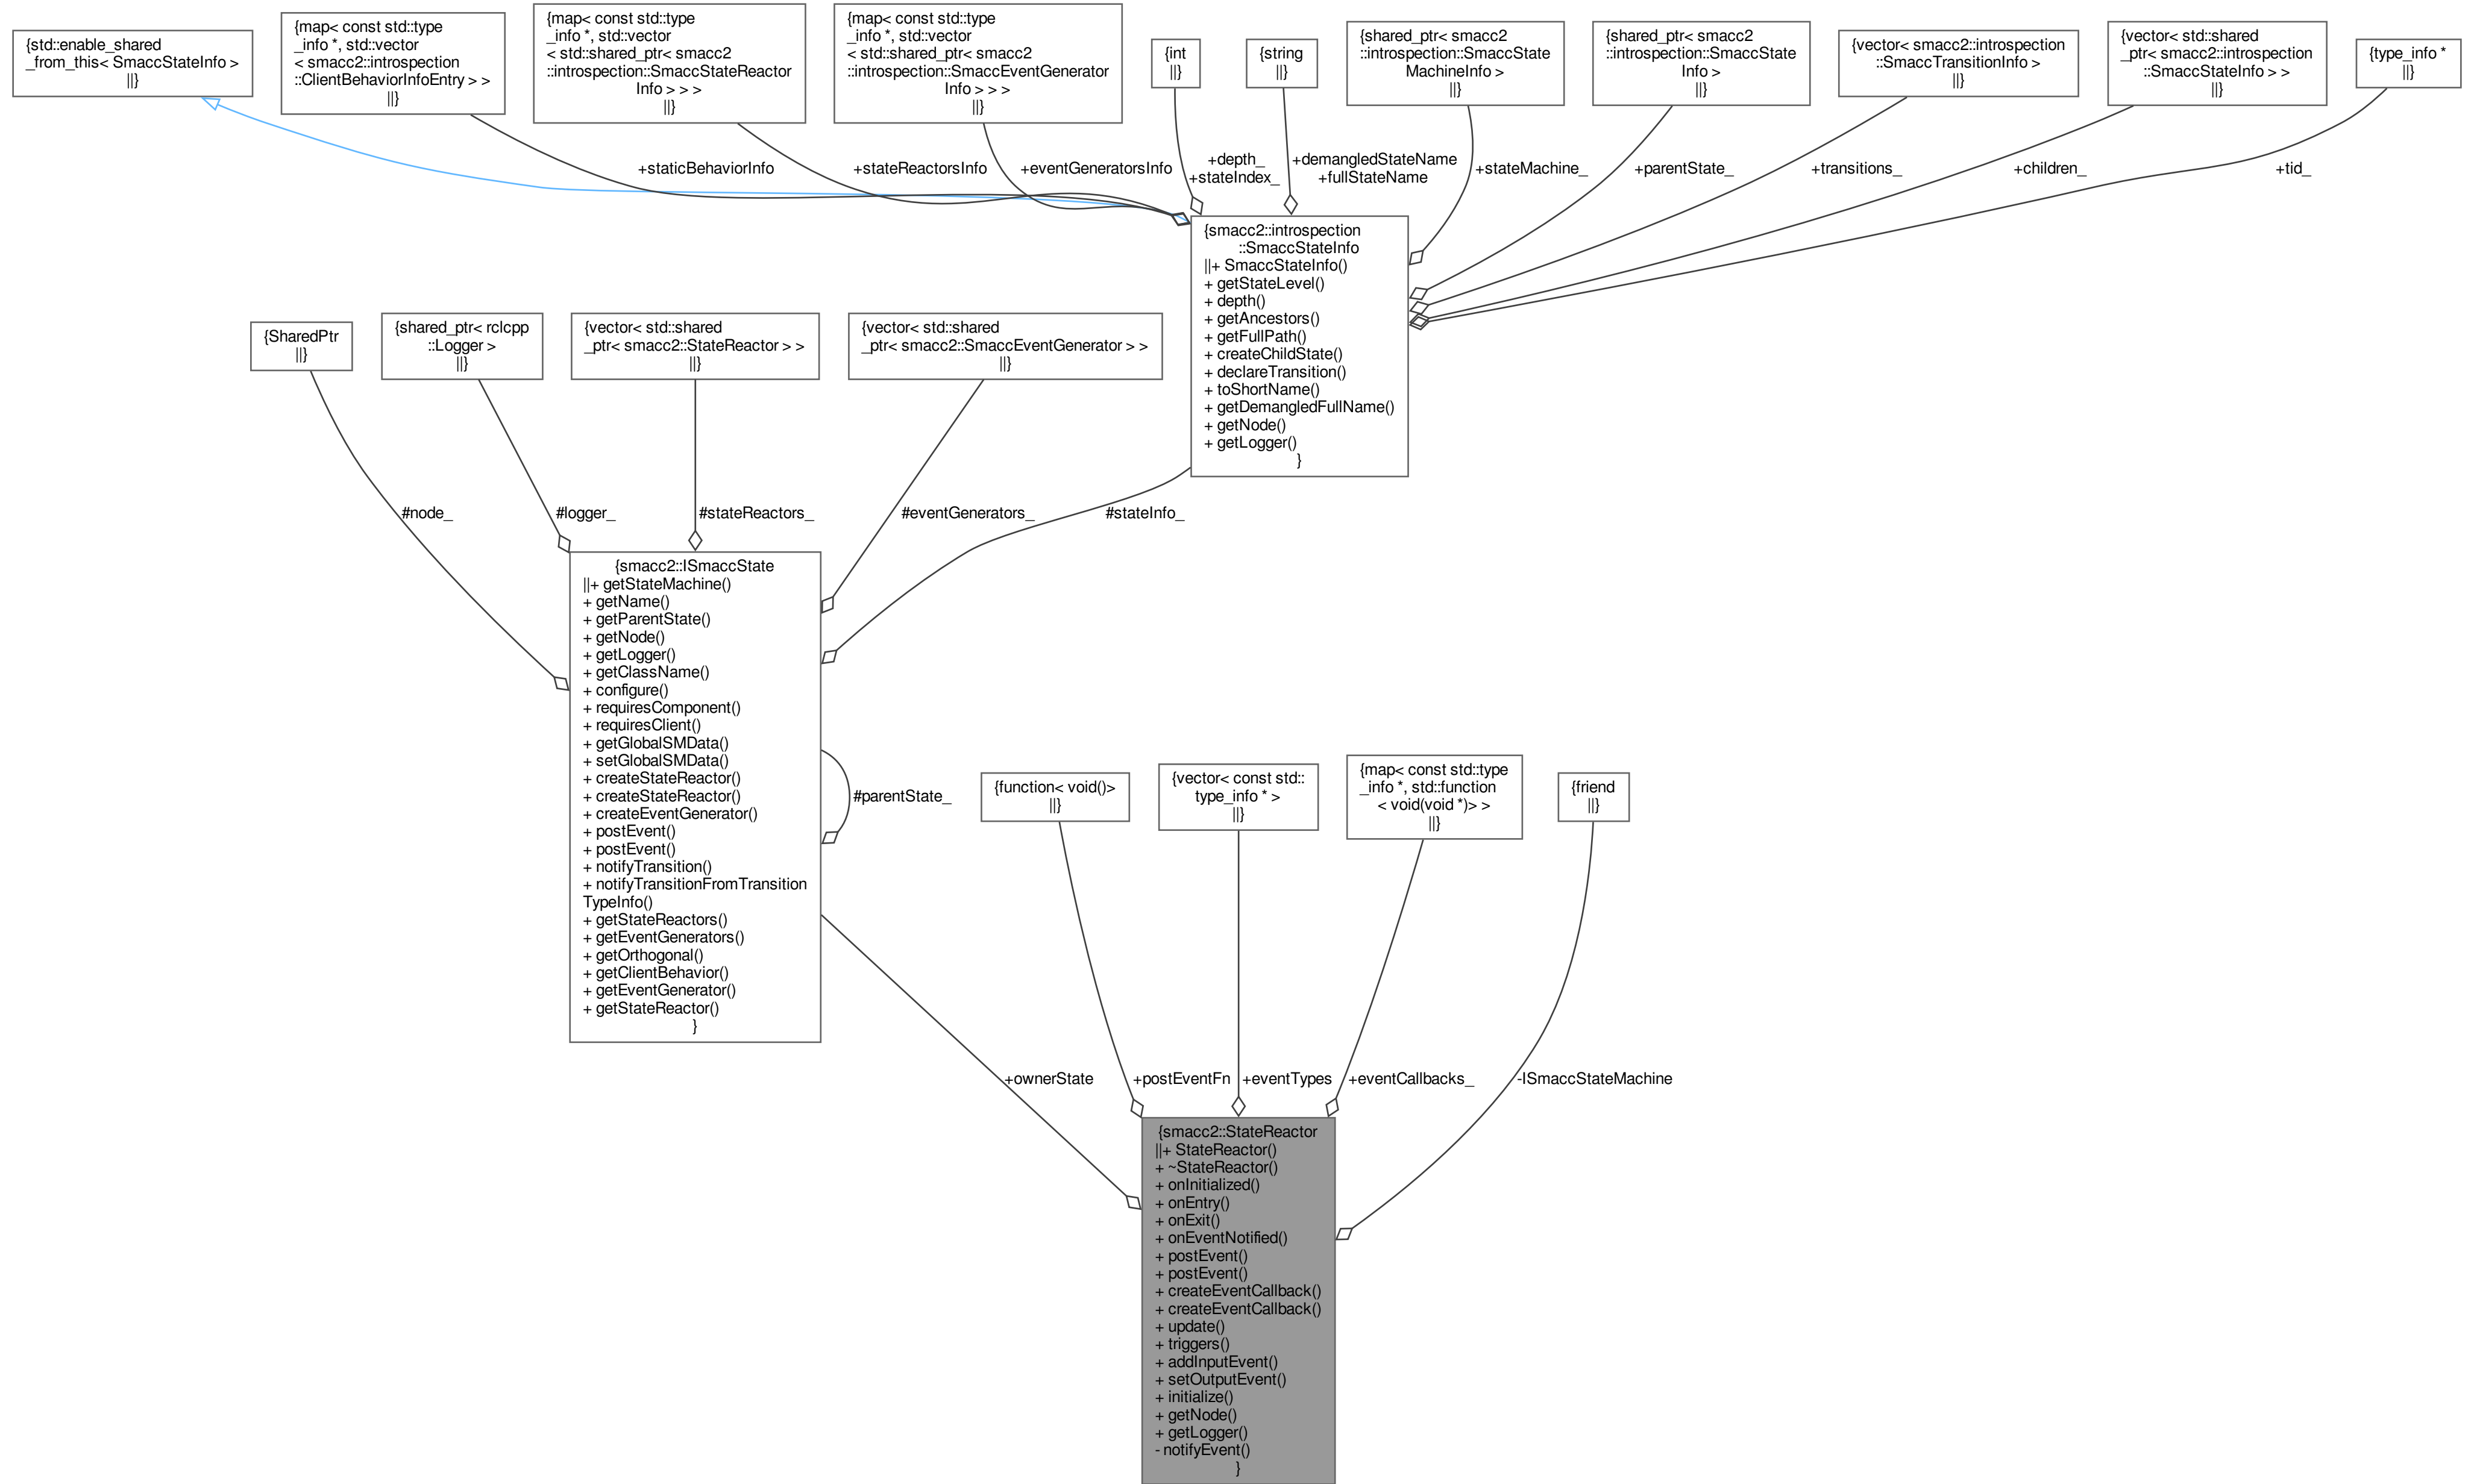 {std::enable_shared
_from_this< SmaccStateInfo >
||}
{map< const std::type
_info *, std::vector
< smacc2::introspection
::ClientBehaviorInfoEntry > >
||}
{map< const std::type
_info *, std::vector
< std::shared_ptr< smacc2
::introspection::SmaccStateReactor
Info > > >
||}
{map< const std::type
_info *, std::vector
< std::shared_ptr< smacc2
::introspection::SmaccEventGenerator
Info > > >
||}
{int
||}
{string
||}
{shared_ptr< smacc2
::introspection::SmaccState
MachineInfo >
||}
{shared_ptr< smacc2
::introspection::SmaccState
Info >
||}
{vector< smacc2::introspection
::SmaccTransitionInfo >
||}
{vector< std::shared
_ptr< smacc2::introspection
::SmaccStateInfo > >
||}
{type_info *
||}
+staticBehaviorInfo
+stateReactorsInfo
+eventGeneratorsInfo
+depth_
+stateIndex_
+demangledStateName
+fullStateName
+stateMachine_
+parentState_
+transitions_
+children_
+tid_
{smacc2::introspection
::SmaccStateInfo
||+ SmaccStateInfo()
+ getStateLevel()
+ depth()
+ getAncestors()
+ getFullPath()
+ createChildState()
+ declareTransition()
+ toShortName()
+ getDemangledFullName()
+ getNode()
+ getLogger()
}
{SharedPtr
||}
{shared_ptr< rclcpp
::Logger >
||}
{vector< std::shared
_ptr< smacc2::StateReactor > >
||}
{vector< std::shared
_ptr< smacc2::SmaccEventGenerator > >
||}
#node_
#logger_
#stateReactors_
#eventGenerators_
#stateInfo_
{smacc2::ISmaccState
||+ getStateMachine()
+ getName()
+ getParentState()
+ getNode()
+ getLogger()
+ getClassName()
+ configure()
+ requiresComponent()
+ requiresClient()
+ getGlobalSMData()
+ setGlobalSMData()
+ createStateReactor()
+ createStateReactor()
+ createEventGenerator()
+ postEvent()
+ postEvent()
+ notifyTransition()
+ notifyTransitionFromTransition
TypeInfo()
+ getStateReactors()
+ getEventGenerators()
+ getOrthogonal()
+ getClientBehavior()
+ getEventGenerator()
+ getStateReactor()
}
#parentState_
{function< void()>
||}
{vector< const std::
type_info * >
||}
{map< const std::type
_info *, std::function
< void(void *)> >
||}
{friend
||}
+ownerState
+postEventFn
+eventTypes
+eventCallbacks_
-ISmaccStateMachine
{smacc2::StateReactor
||+ StateReactor()
+ ~StateReactor()
+ onInitialized()
+ onEntry()
+ onExit()
+ onEventNotified()
+ postEvent()
+ postEvent()
+ createEventCallback()
+ createEventCallback()
+ update()
+ triggers()
+ addInputEvent()
+ setOutputEvent()
+ initialize()
+ getNode()
+ getLogger()
- notifyEvent()
}